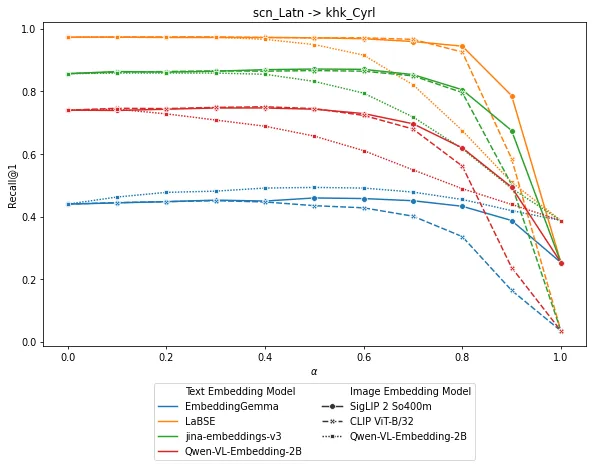 scn_Latn -> khk_Cyrl
Recall@1
1.0
0.8
0.6
0.4
0.2
0.0
0.0 0.2 0.4 0.6 0.8 1.0
α
Text Embedding Model
EmbeddingGemma
LaBSE
jina-embeddings-v3
Qwen-VL-Embedding-2B
Image Embedding Model
SigLIP 2 So400m
CLIP ViT-B/32
Qwen-VL-Embedding-2B